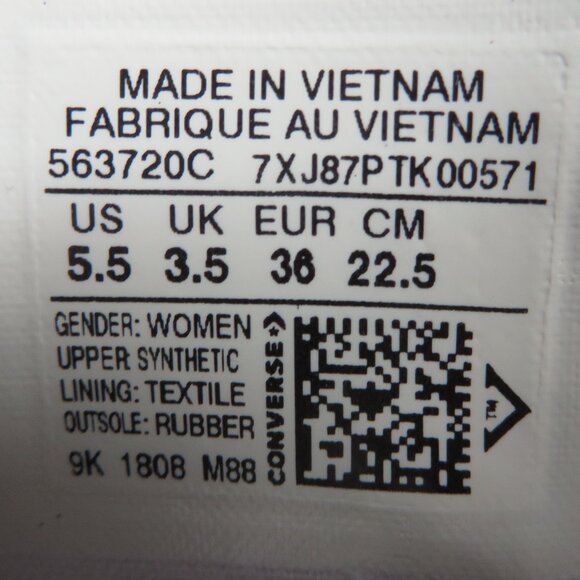 MADE IN VIETNAM
FABRIQUE AU VIETNAM
563720C 7XJ87PTK00571
US UK EUR CM
5.5 3.5 36 22.5
GENDER: WOMEN
UPPER SYNTHETIC
LINING: TEXTILE
OUTSOLE: RUBBER
9K 1808 M88
CONVERSE
TM